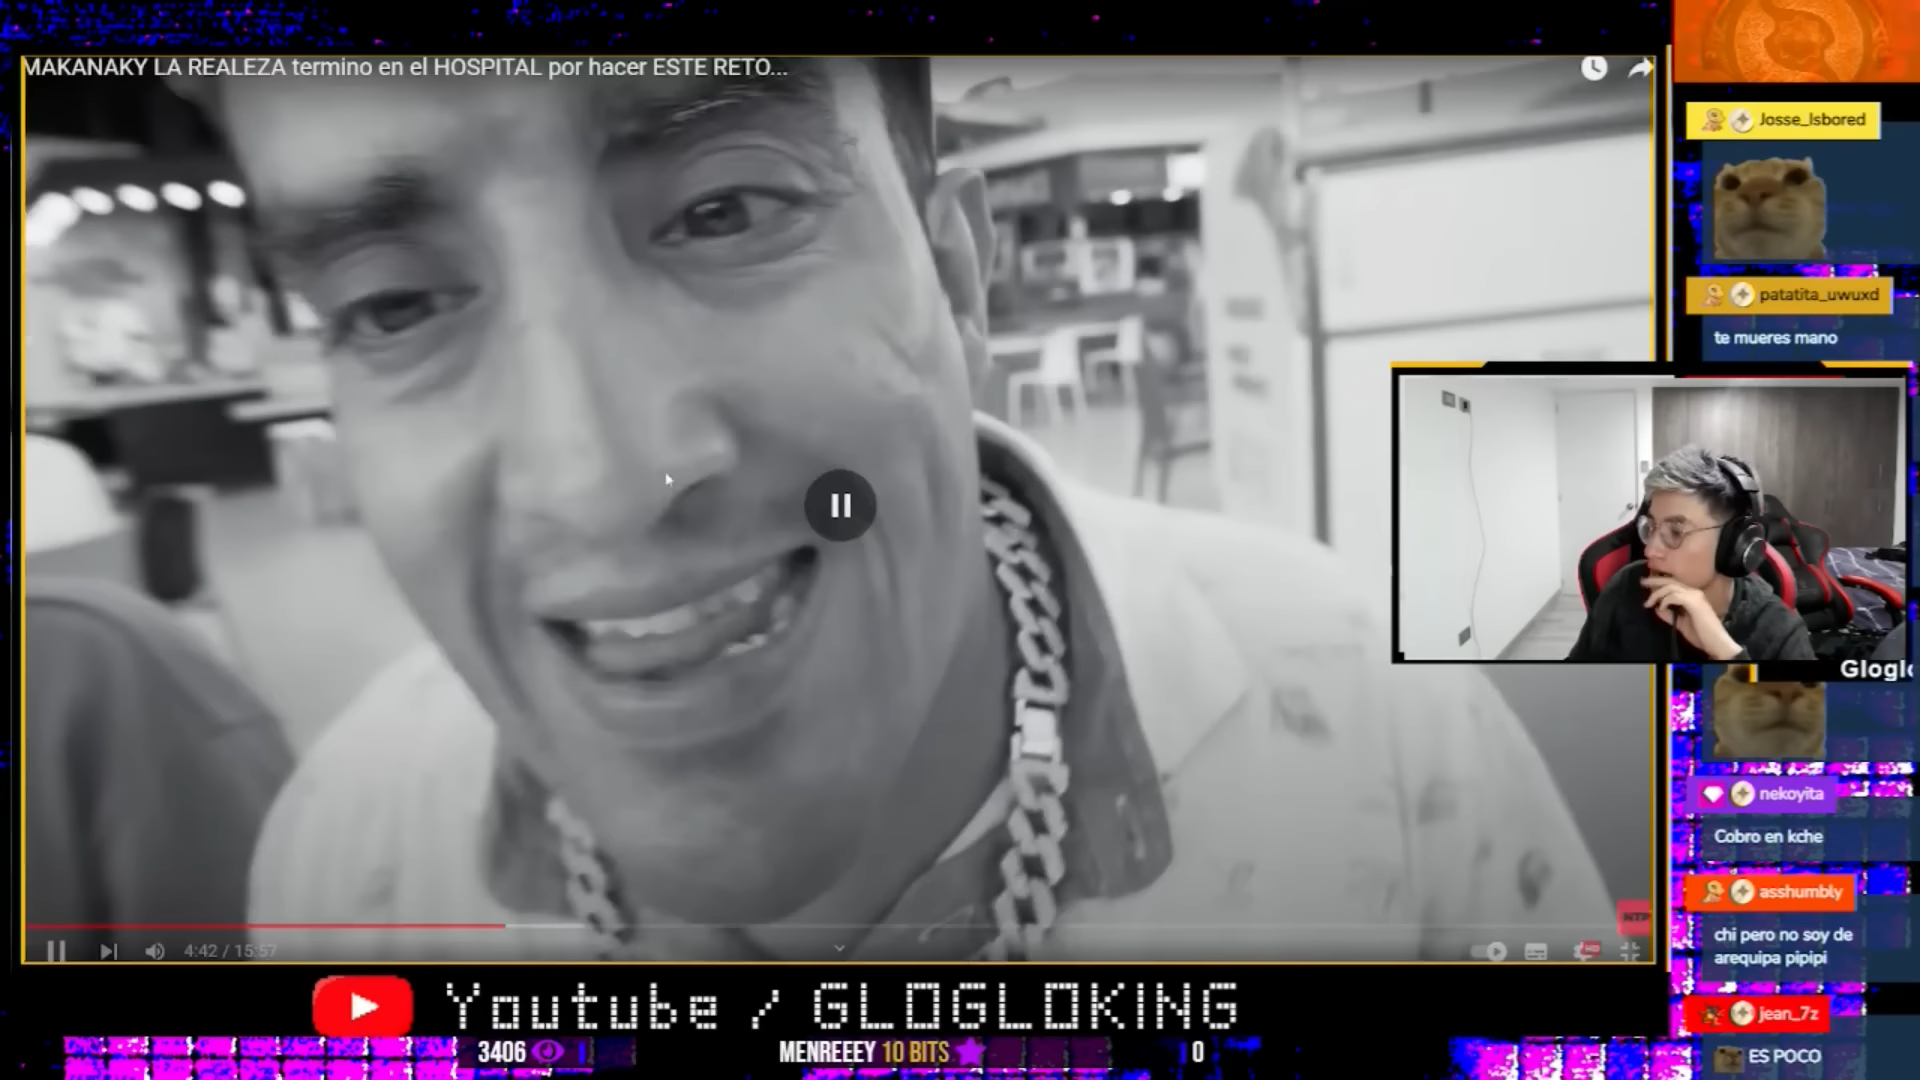 MAKANAKY LA REALEZA termino en el HOSPITAL por hacer ESTE RETO...
Josse_Isbored
patatita_uwuxd
te mueres mano
Glogl
nekoyita
Cobro en kche
asshumbly
chi pero no soy de
arequipa pipipi
jean_7z
ES POCO
NTP
4:42 / 15:57
HD
Youtube / GLOGLOKING
3406
MENREEEY 10 BITS
0